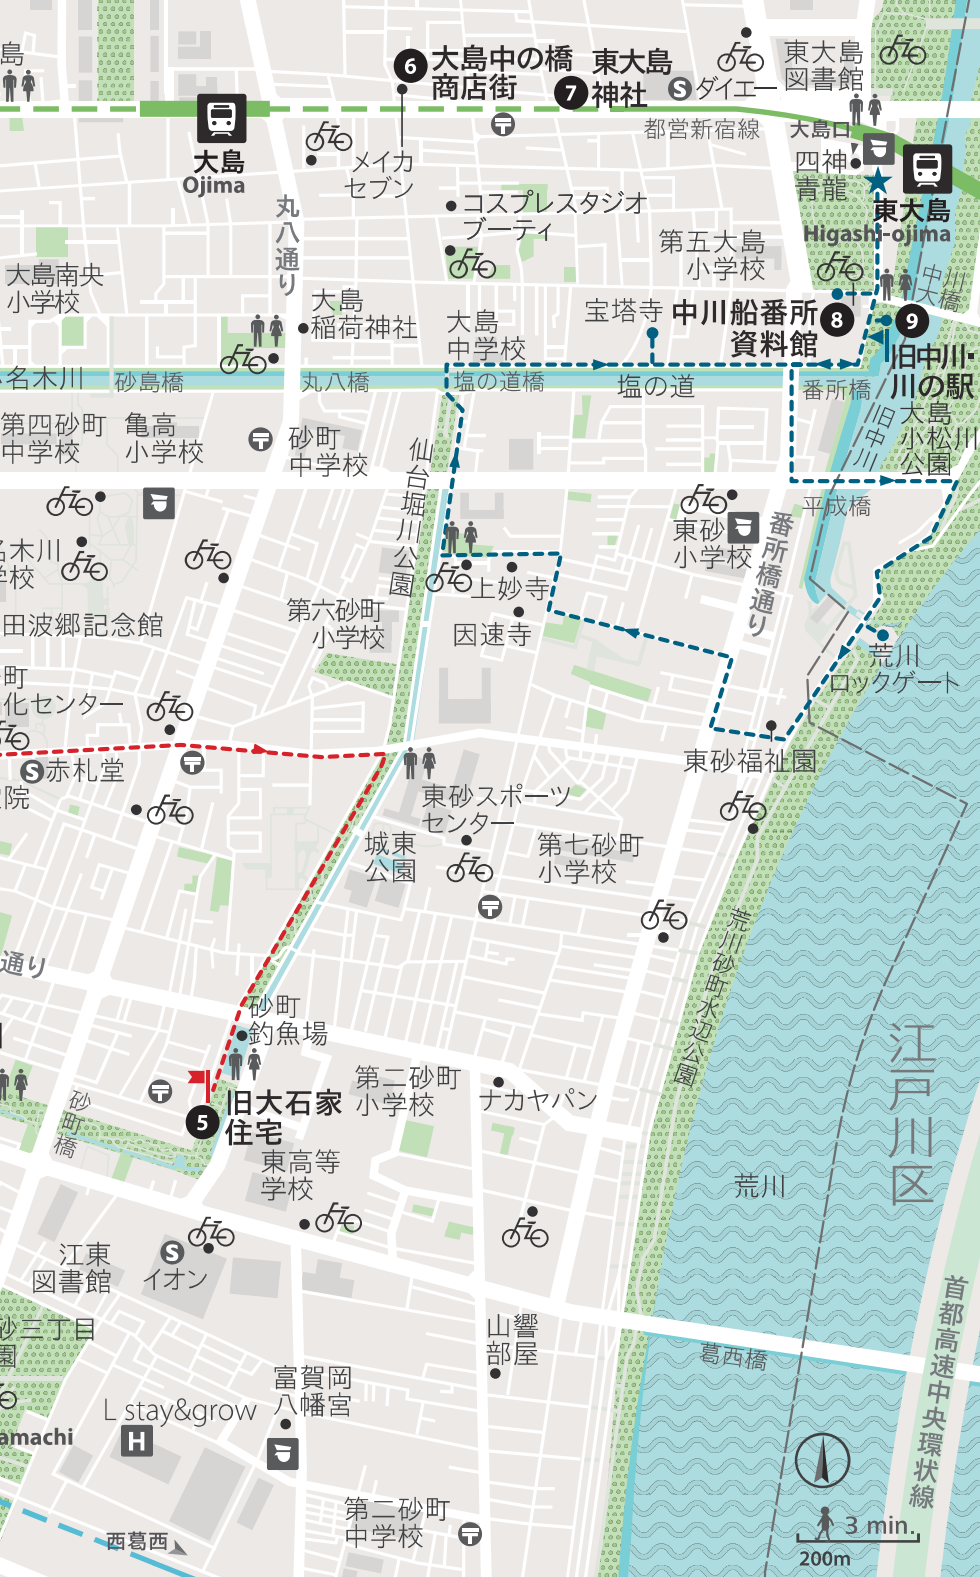 島
6
大島中の橋
商店街
7
東大島
神社
S
ダイエー
東大島
図書館
都営新宿線
大島口
大島
Ojima
メイカ
セブン
四神
青龍
東大島
Higashi-ojima
丸八通り
コスプレスタジオ
ブーティ
第五大島
小学校
中川
大橋
大島南央
小学校
大島
稲荷神社
大島
中学校
宝塔寺
中川船番所
資料館
8
9
旧中川・
川の駅
名木川
砂島橋
丸八橋
塩の道橋
塩の道
番所橋
旧中川
大島
小松川
公園
第四砂町
中学校
亀高
小学校
砂町
中学校
仙台堀川公園
平成橋
東砂
小学校
番所橋通り
名木川
学校
上妙寺
因速寺
第六砂町
小学校
田波郷記念館
荒川
ロックゲート
町
化センター
東砂福祉園
S
赤札堂
院
東砂スポーツ
センター
城東
公園
第七砂町
小学校
荒川砂町水辺公園
通り
砂町
釣魚場
江戸川区
第二砂町
小学校
ナカヤパン
5
旧大石家
住宅
砂町橋
東高等
学校
荒川
江東
図書館
S
イオン
首都高速中央環状線
砂三丁目
園
山響
部屋
葛西橋
富賀岡
八幡宮
L stay&grow
H
amachi
第二砂町
中学校
西葛西
3 min.
200m